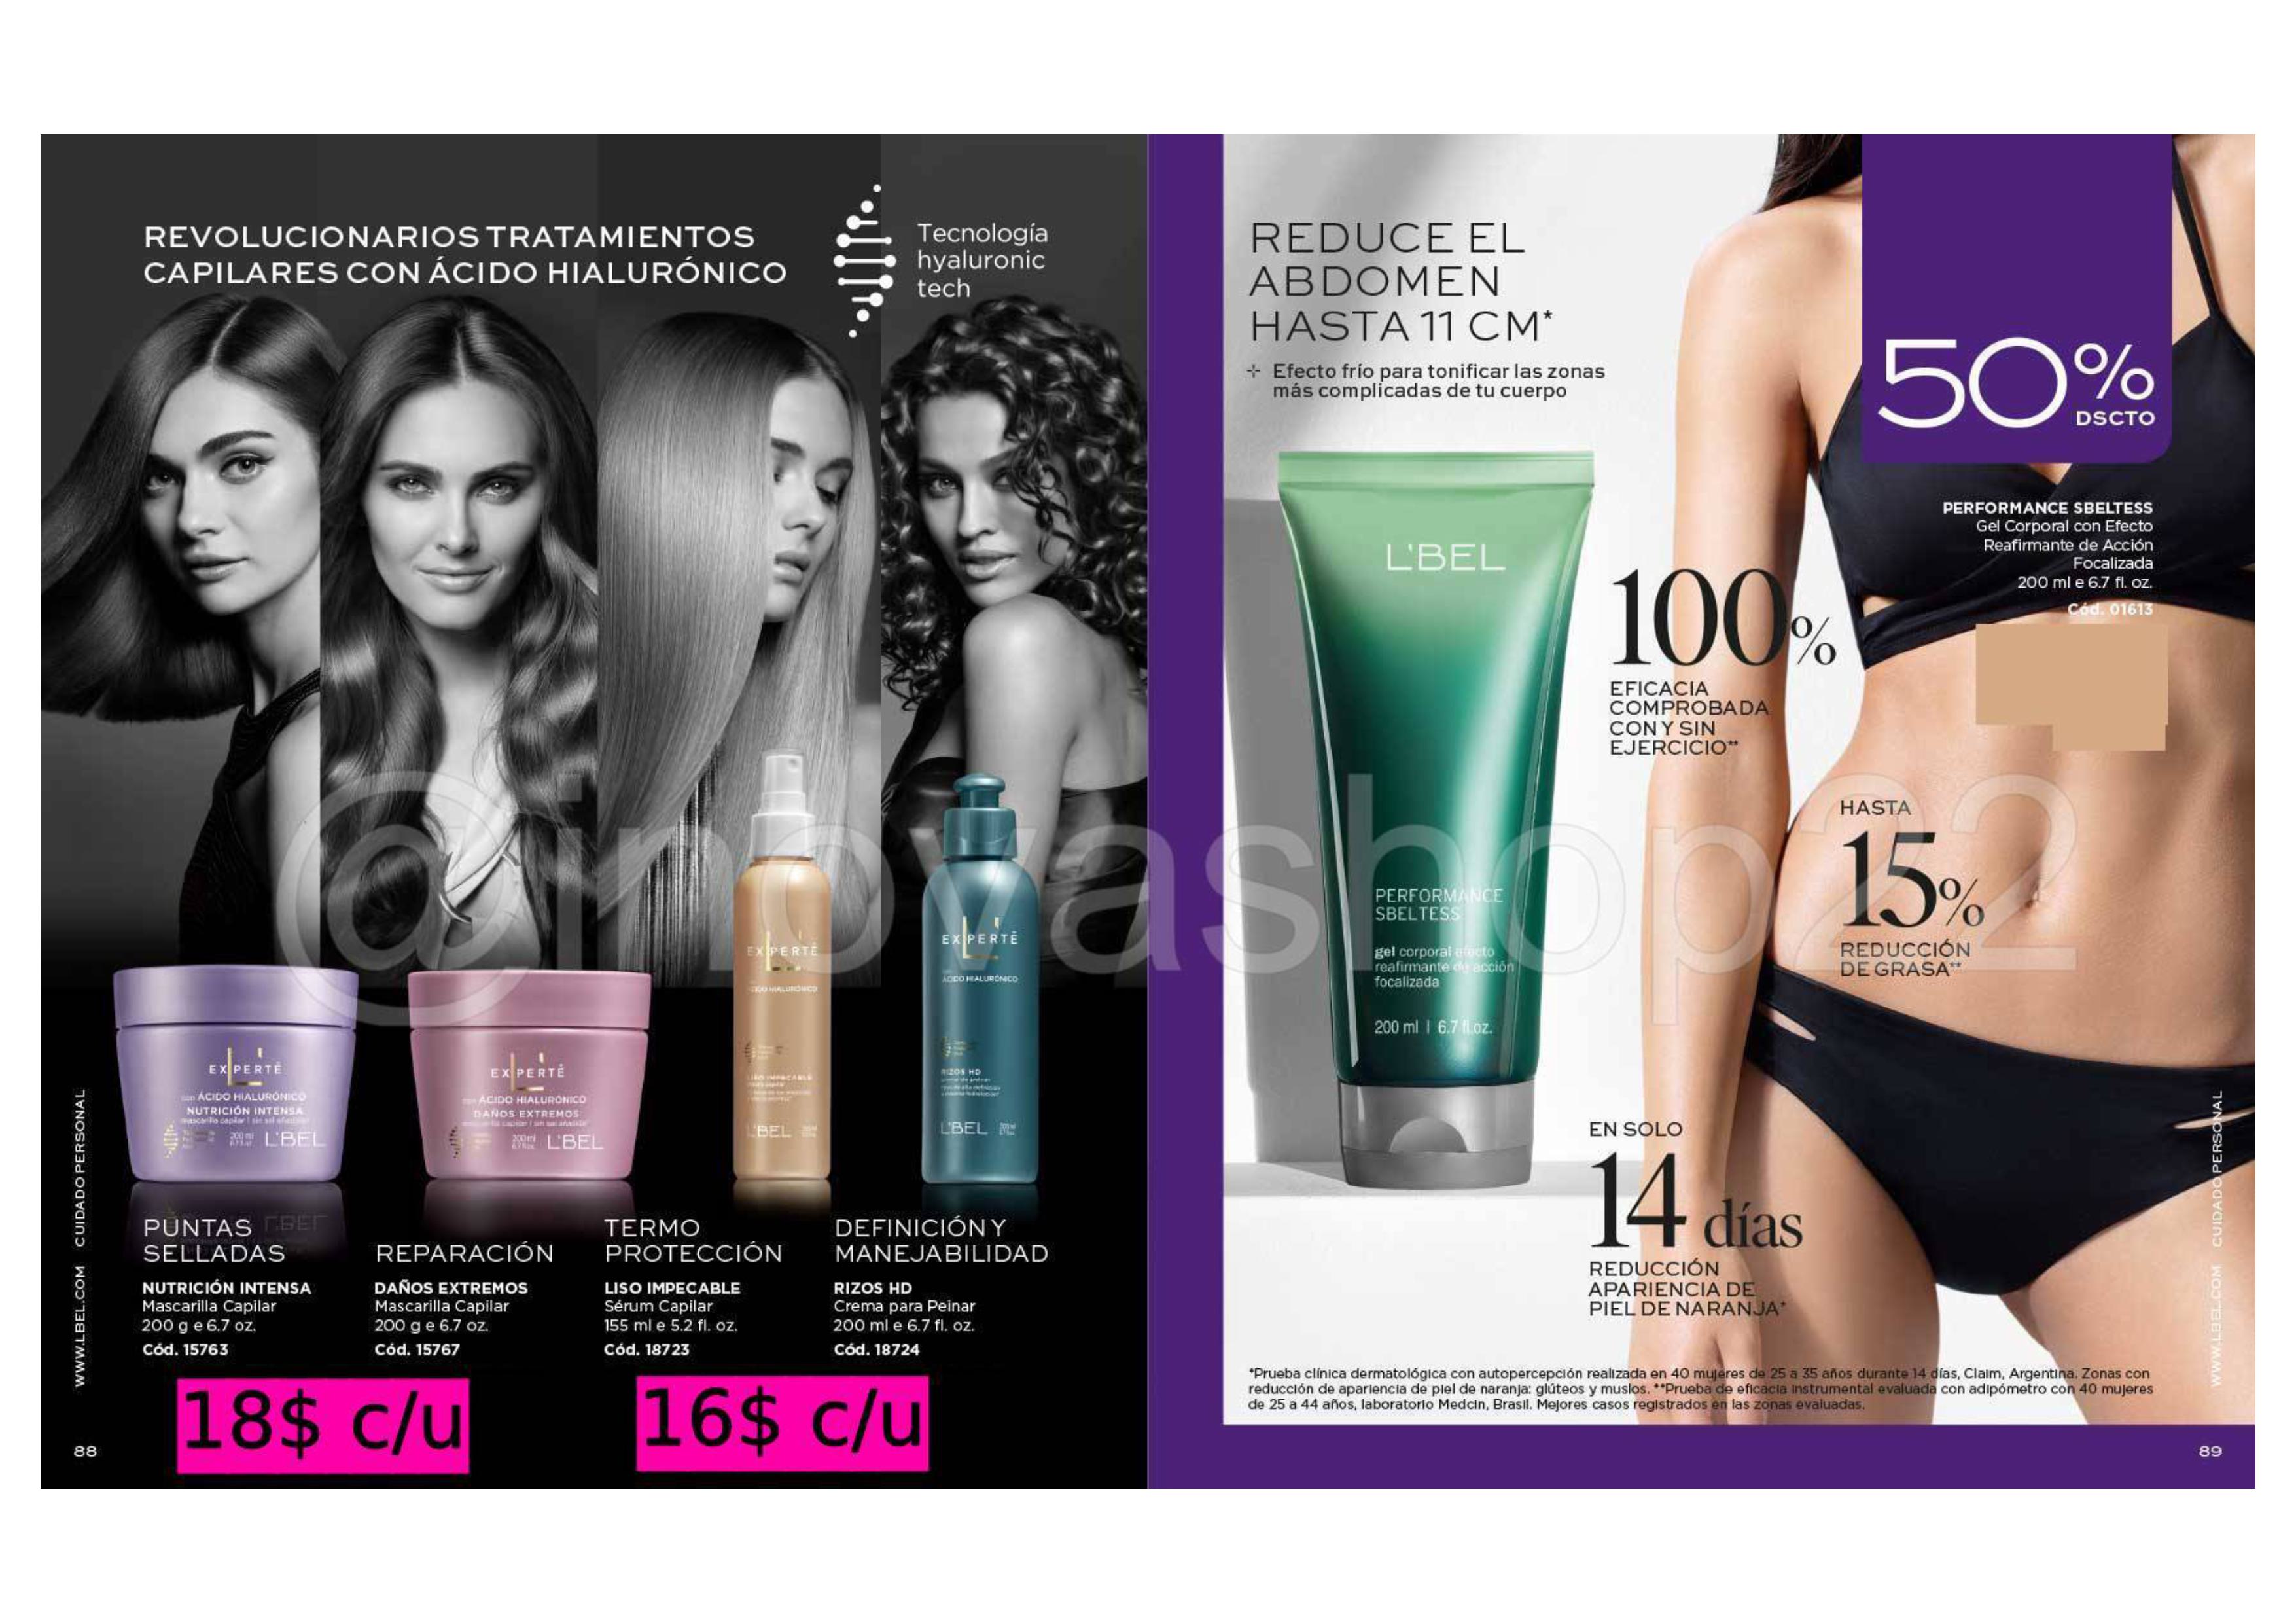 REVOLUCIONARIOS TRATAMIENTOS
CAPILARES CON ÁCIDO HIALURÓNICO
Tecnología
hyaluronic
tech
EXPERTÉ
con ÁCIDO HIALURÓNICO
NUTRICIÓN INTENSA
L'BEL
EXPERTÉ
con ÁCIDO HIALURÓNICO
DAÑOS EXTREMOS
L'BEL
EXPERTÉ
ÁCIDO HIALURÓNICO
LISO IMPECABLE
L'BEL
EXPERTÉ
ÁCIDO HIALURÓNICO
RIZOS HD
L'BEL
PUNTAS
SELLADAS
NUTRICIÓN INTENSA
Mascarilla Capilar
200 g e 6.7 oz.
Cód. 15763
REPARACIÓN
DAÑOS EXTREMOS
Mascarilla Capilar
200 g e 6.7 oz.
Cód. 15767
TERMO
PROTECCIÓN
LISO IMPECABLE
Sérum Capilar
155 ml e 5.2 fl. oz.
Cód. 18723
DEFINICIÓN Y
MANEJABILIDAD
RIZOS HD
Crema para Peinar
200 ml e 6.7 fl. oz.
Cód. 18724
18$ c/u
16$ c/u
WWW.LBEL.COM CUIDADO PERSONAL
88
@inovashop22
REDUCE EL
ABDOMEN
HASTA 11 CM*
+ Efecto frío para tonificar las zonas
más complicadas de tu cuerpo
50%
DSCTO
PERFORMANCE SBELTESS
Gel Corporal con Efecto
Reafirmante de Acción
Focalizada
200 ml e 6.7 fl. oz.
Cód. 01613
L'BEL
PERFORMANCE
SBELTESS
gel corporal efecto
reafirmante de acción
focalizada
200 ml | 6.7 fl.oz.
100%
EFICACIA
COMPROBADA
CON Y SIN
EJERCICIO**
HASTA
15%
REDUCCIÓN
DE GRASA**
EN SOLO
14 días
REDUCCIÓN
APARIENCIA DE
PIEL DE NARANJA*
*Prueba clínica dermatológica con autopercepción realizada en 40 mujeres de 25 a 35 años durante 14 días, Claim, Argentina. Zonas con
reducción de apariencia de piel de naranja: glúteos y muslos. **Prueba de eficacia instrumental evaluada con adipómetro con 40 mujeres
de 25 a 44 años, laboratorio Medcin, Brasil. Mejores casos registrados en las zonas evaluadas.
WWW.LBEL.COM CUIDADO PERSONAL
89